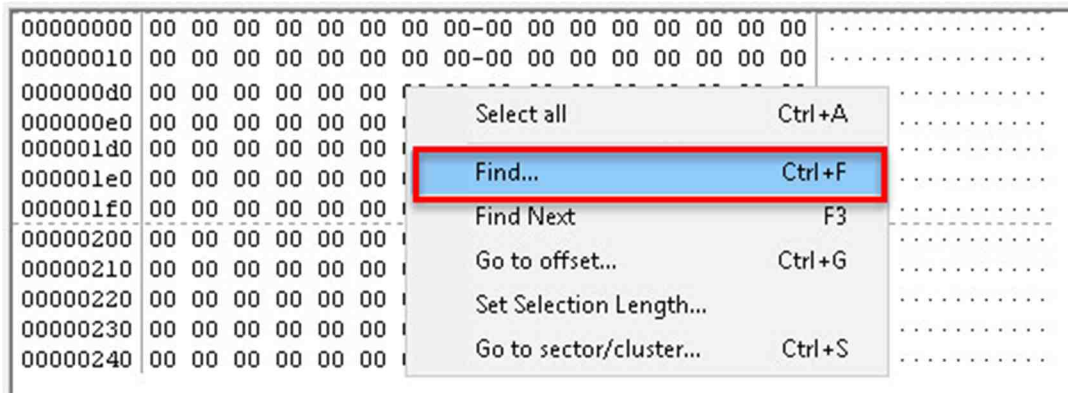 00000000 00 00 00 00 00 00 00 00-00 00 00 00 00 00 00 00 ................
00000010 00 00 00 00 00 00 00 00-00 00 00 00 00 00 00 00 ................
000000d0 00 00 00 00 00 00
000000e0 00 00 00 00 00 00
Select all Ctrl+A
000001d0 00 00 00 00 00 00
000001e0 00 00 00 00 00 00
Find... Ctrl+F
000001f0 00 00 00 00 00 00
Find Next F3
00000200 00 00 00 00 00 00
00000210 00 00 00 00 00 00
Go to offset... Ctrl+G
00000220 00 00 00 00 00 00
Set Selection Length...
00000230 00 00 00 00 00 00
00000240 00 00 00 00 00 00
Go to sector/cluster... Ctrl+S